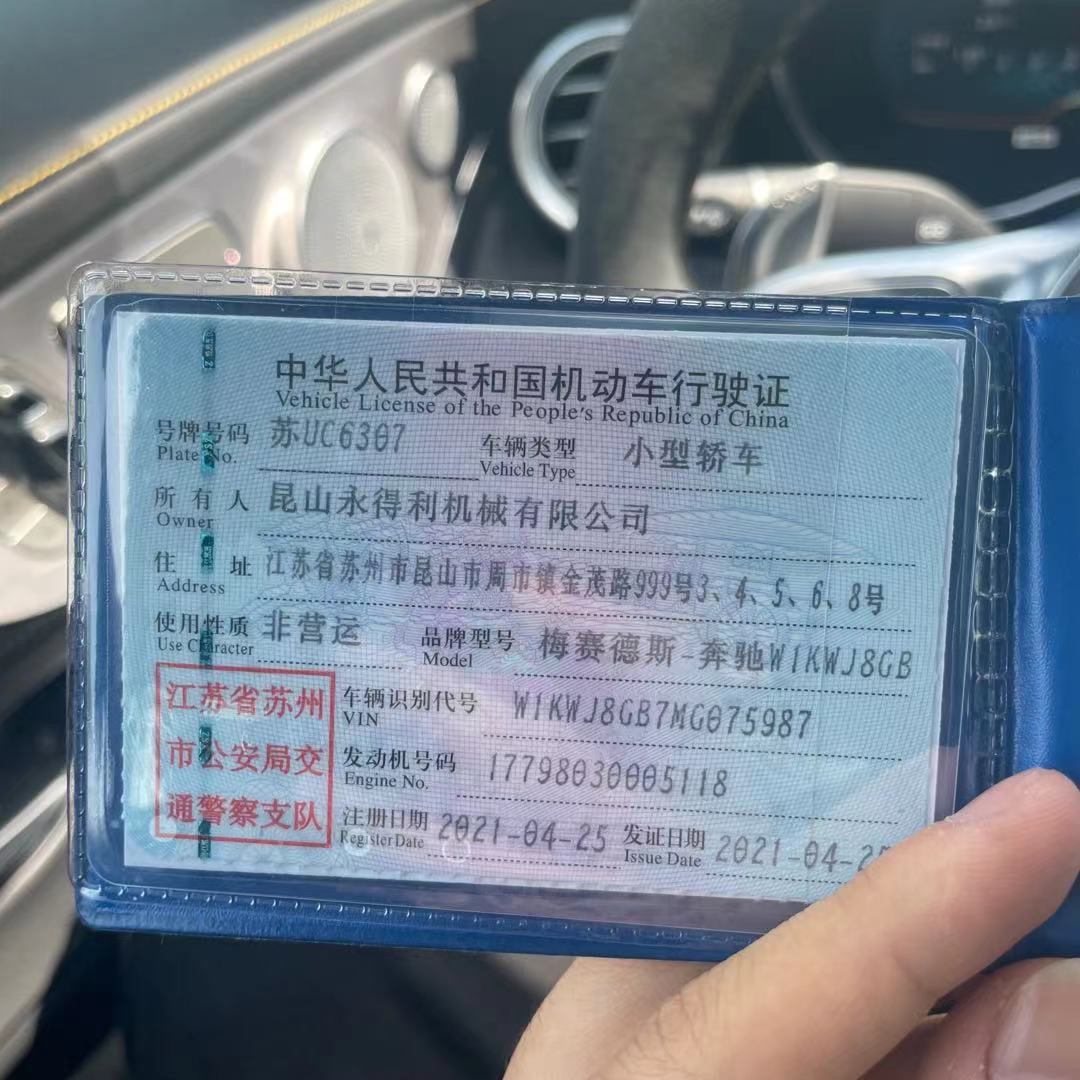 中华人民共和国机动车行驶证
Vehicle License of the People's Republic of China
号牌号码 苏UC6307 车辆类型 小型轿车
Plate No. Vehicle Type
所有人 昆山永得利机械有限公司
Owner
住址 江苏省苏州市昆山市周市镇金茂路999号3、4、5、6、8号
Address
使用性质 非营运 品牌型号 梅赛德斯-奔驰W1KWJ8GB
Use Character Model
江苏省苏州 车辆识别代号 W1KWJ8GB7MG075987
VIN
市公安局交 发动机号码 17798030005118
Engine No.
通警察支队 注册日期 2021-04-25 发证日期 2021-04-2
Register Date Issue Date